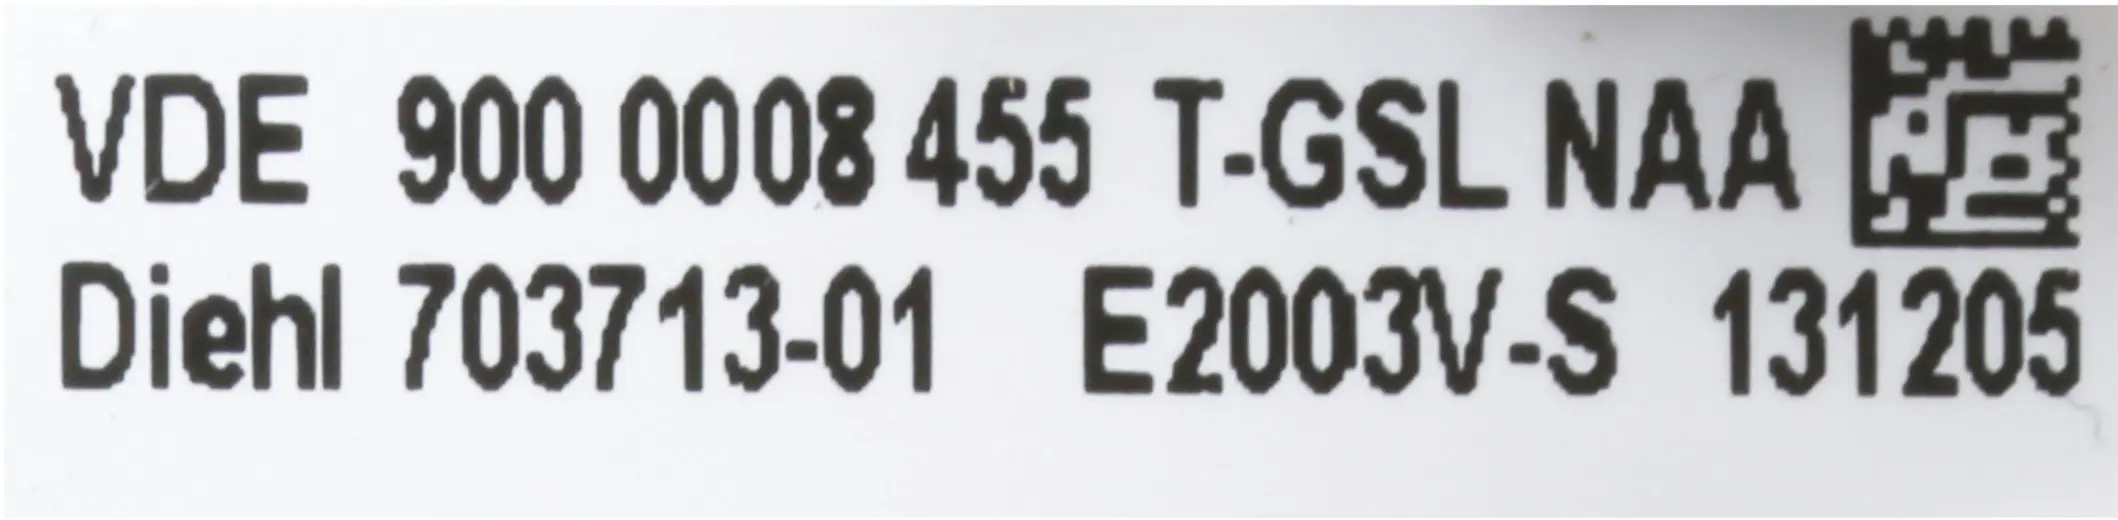 VDE 900 0008 455 T-GSL NAA
Diehl 703713-01 E2003V-S 131205